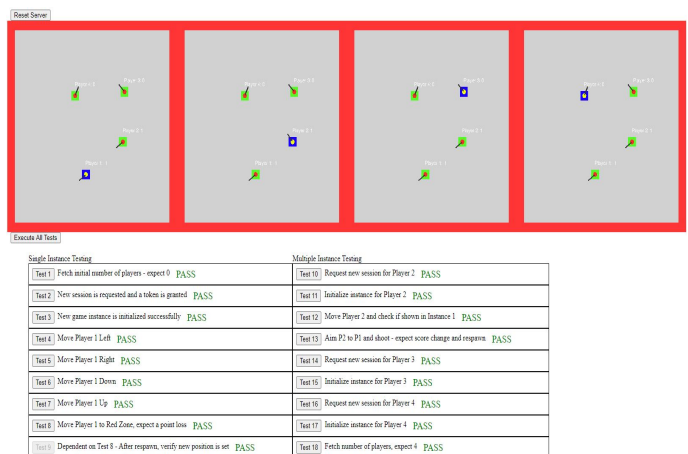 Reset Server
Player 1: 1
Player 2: 1
Execute All Tests
Single Instance Testing
Multiple Instance Testing
Test 1 Fetch initial number of players - expect 0 PASS
Test 10 Request new session for Player 2 PASS
Test 2 New session is requested and a token is granted PASS
Test 11 Initialize instance for Player 2 PASS
Test 3 New game instance is initialized successfully PASS
Test 12 Move Player 2 and check if shown in Instance 1 PASS
Test 4 Move Player 1 Left PASS
Test 13 Aim P2 to P1 and shoot - expect score change and respawn PASS
Test 5 Move Player 1 Right PASS
Test 14 Request new session for Player 3 PASS
Test 6 Move Player 1 Down PASS
Test 15 Initialize instance for Player 3 PASS
Test 7 Move Player 1 Up PASS
Test 16 Request new session for Player 4 PASS
Test 8 Move Player 1 to Red Zone, expect a point loss PASS
Test 17 Initialize instance for Player 4 PASS
Test 9 Dependent on Test 8 - After respawn, verify new position is set PASS
Test 18 Fetch number of players, expect 4 PASS